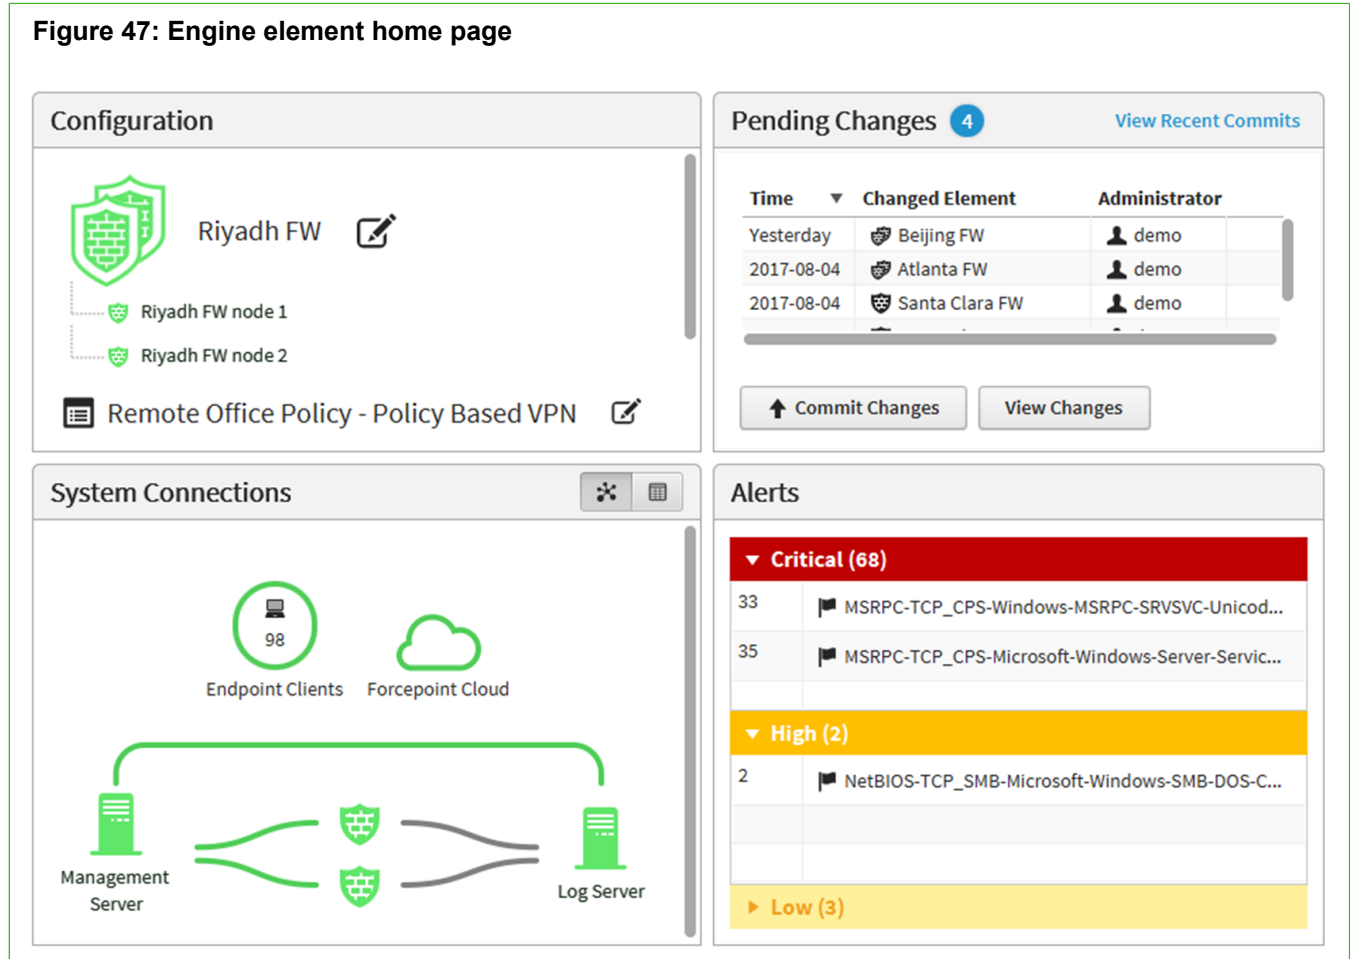 Figure 47: Engine element home page
Configuration
Riyadh FW
Riyadh FW node 1
Riyadh FW node 2
Remote Office Policy - Policy Based VPN
Pending Changes 4 View Recent Commits
Time Changed Element Administrator
Yesterday Beijing FW demo
2017-08-04 Atlanta FW demo
2017-08-04 Santa Clara FW demo
Commit Changes View Changes
System Connections
98
Endpoint Clients Forcepoint Cloud
Management
Server
Log Server
Alerts
Critical (68)
33 MSRPC-TCP_CPS-Windows-MSRPC-SRVSVC-Unicod...
35 MSRPC-TCP_CPS-Microsoft-Windows-Server-Servic...
High (2)
2 NetBIOS-TCP_SMB-Microsoft-Windows-SMB-DOS-C...
Low (3)